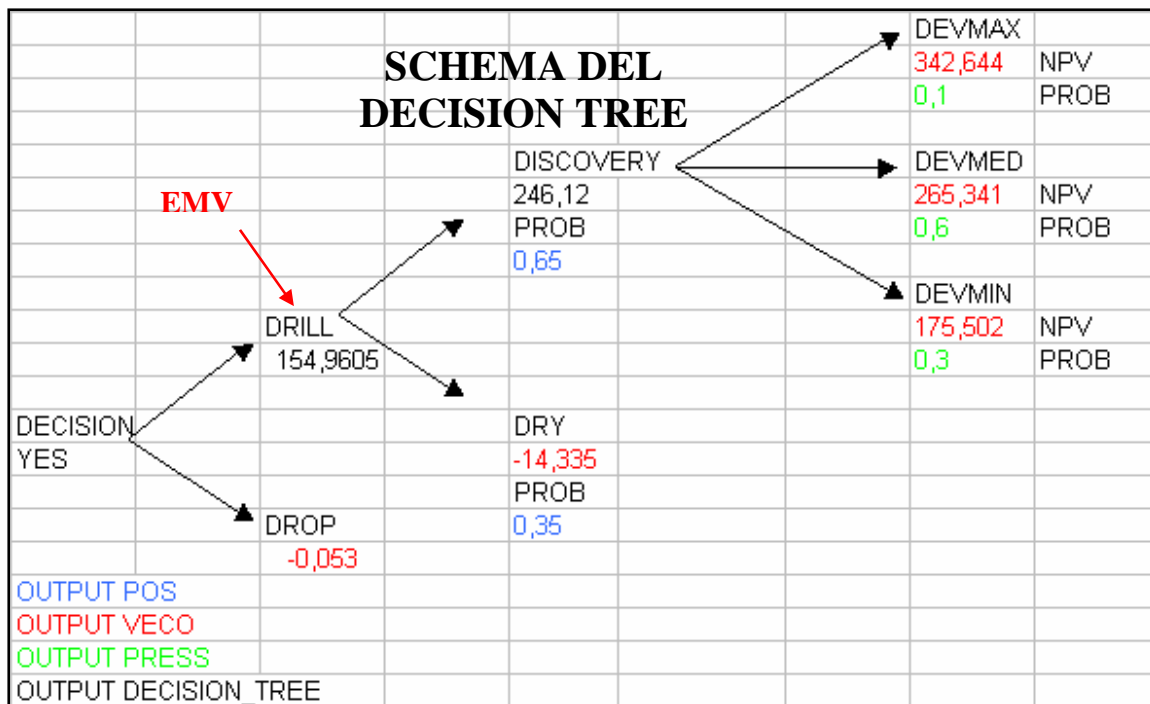 SCHEMA DEL
DECISION TREE
DEVMAX
342,644 NPV
0,1 PROB
DISCOVERY
246,12
PROB
0,65
DEVMED
265,341 NPV
0,6 PROB
EMV
DRILL
154,9605
DEVMIN
175,502 NPV
0,3 PROB
DECISION
YES
DRY
-14,335
PROB
0,35
DROP
-0,053
OUTPUT POS
OUTPUT VECO
OUTPUT PRESS
OUTPUT DECISION_TREE